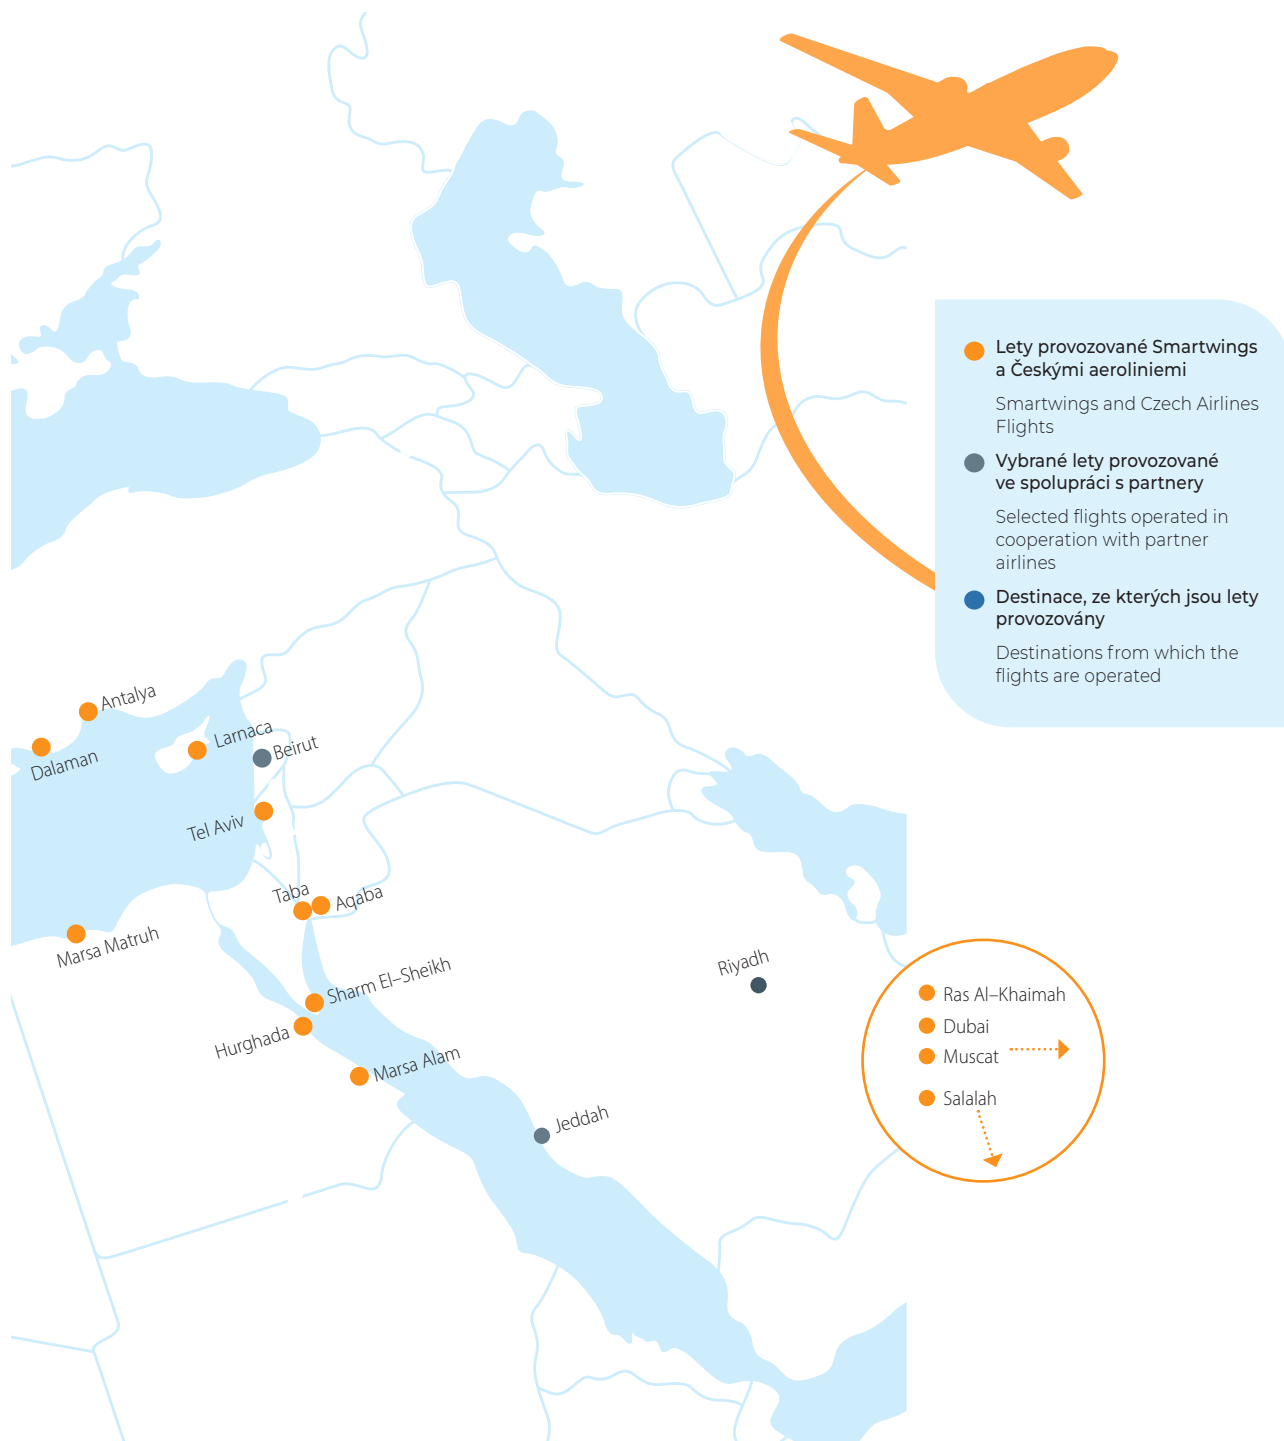 Lety provozované Smartwings
a Českými aeroliniemi
Smartwings and Czech Airlines
Flights
Vybrané lety provozované
ve spolupráci s partnery
Selected flights operated in
cooperation with partner
airlines
Destinace, ze kterých jsou lety
provozovány
Destinations from which the
flights are operated
Antalya
Dalaman
Larnaca
Beirut
Tel Aviv
Taba
Aqaba
Marsa Matruh
Sharm El–Sheikh
Hurghada
Marsa Alam
Riyadh
Jeddah
Ras Al–Khaimah
Dubai
Muscat
Salalah